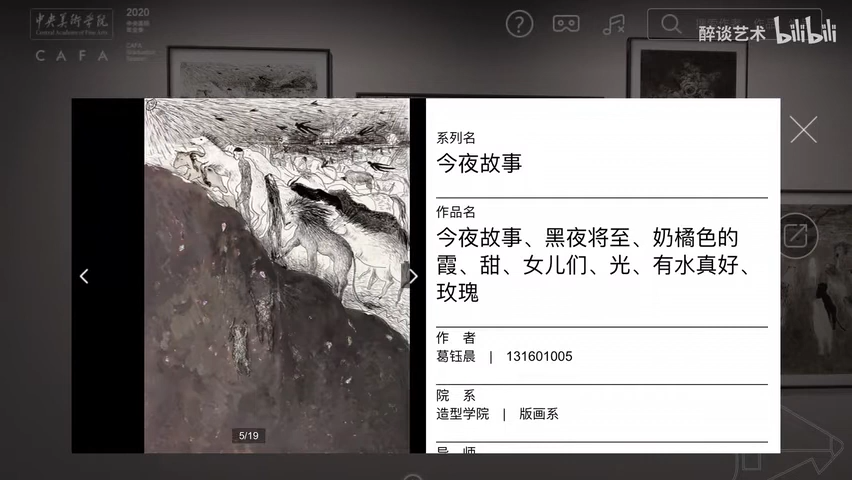 中央美術学院
Central Academy of Fine Arts
CAFA
2020
醉谈艺术 bilibili
系列名
今夜故事
作品名
今夜故事、黑夜将至、奶橘色的
霞、甜、女儿们、光、有水真好、
玫瑰
作 者
葛钰晨 | 131601005
院 系
造型学院 | 版画系
导 师
5/19